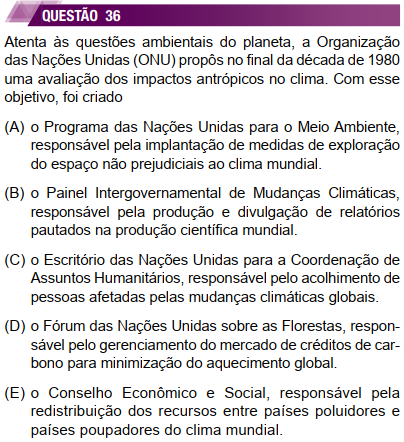 QUESTÃO 36
Atenta às questões ambientais do planeta, a Organização
das Nações Unidas (ONU) propôs no final da década de 1980
uma avaliação dos impactos antrópicos no clima. Com esse
objetivo, foi criado
(A) o Programa das Nações Unidas para o Meio Ambiente,
responsável pela implantação de medidas de exploração
do espaço não prejudiciais ao clima mundial.
(B) o Painel Intergovernamental de Mudanças Climáticas,
responsável pela produção e divulgação de relatórios
pautados na produção científica mundial.
(C) o Escritório das Nações Unidas para a Coordenação de
Assuntos Humanitários, responsável pelo acolhimento de
pessoas afetadas pelas mudanças climáticas globais.
(D) o Fórum das Nações Unidas sobre as Florestas, respon-
sável pelo gerenciamento do mercado de créditos de car-
bono para minimização do aquecimento global.
(E) o Conselho Econômico e Social, responsável pela
redistribuição dos recursos entre países poluidores e
países poupadores do clima mundial.